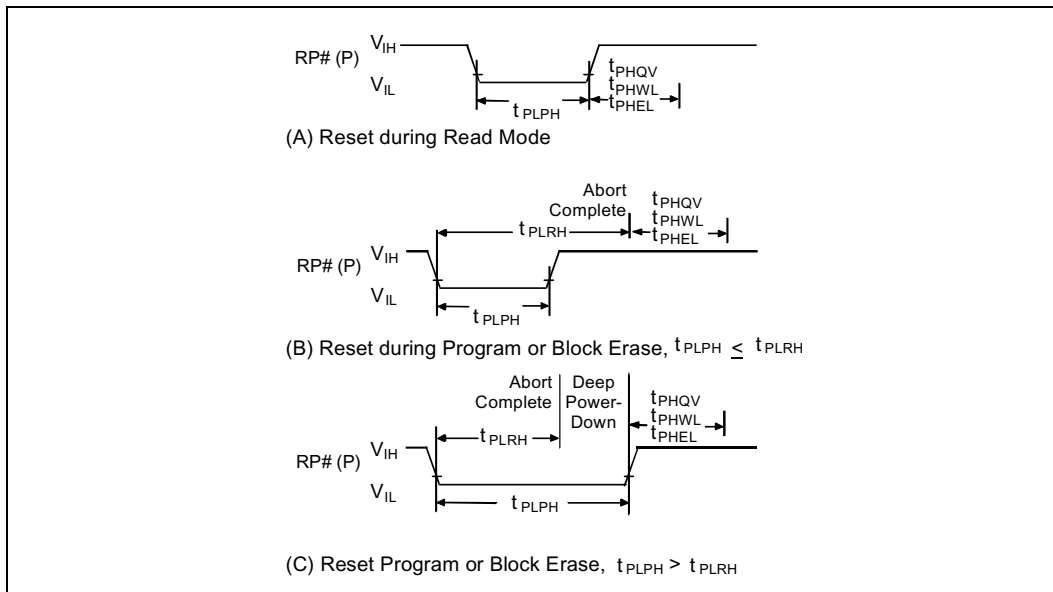 RP# (P)
V_IH
V_IL
t_PLPH
t_PHQV
t_PHWL
t_PHEL
(A) Reset during Read Mode
Abort
Complete
t_PHQV
t_PHWL
t_PHEL
t_PLRH
RP# (P)
V_IH
V_IL
t_PLPH
(B) Reset during Program or Block Erase, t_PLPH ≤ t_PLRH
Abort
Complete
Deep
Power-
Down
t_PHQV
t_PHWL
t_PHEL
t_PLRH
RP# (P)
V_IH
V_IL
t_PLPH
(C) Reset Program or Block Erase, t_PLPH > t_PLRH